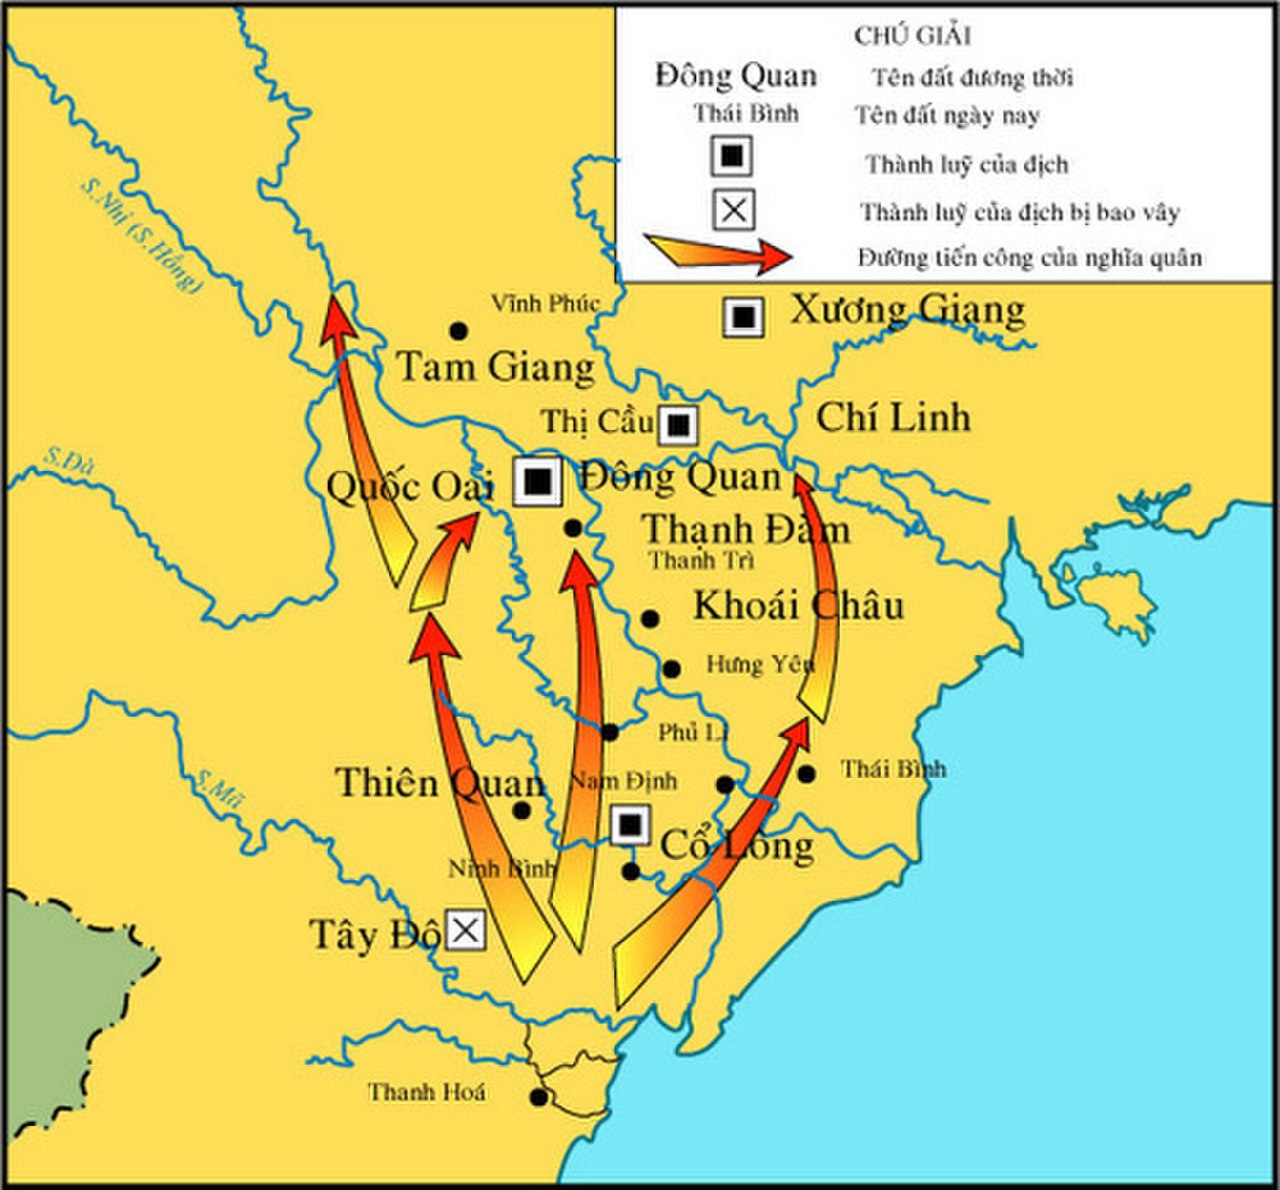 CHÚ GIẢI
Đông Quan Tên đất đương thời
Thái Bình Tên đất ngày nay
Thành luỹ của địch
Thành luỹ của địch bị bao vây
Đường tiến công của nghĩa quân
S.Nhị (S.Hồng)
Vĩnh Phúc
Xương Giang
Tam Giang
Thị Cầu
Chí Linh
S.Đà
Quốc Oai
Đông Quan
Thạnh Đàm
Thanh Trì
Khoái Châu
Hưng Yên
Phủ Lí
S.Mã
Thiên Quan
Nam Định
Thái Bình
Cổ Lông
Ninh Bình
Tây Đô
Thanh Hoá